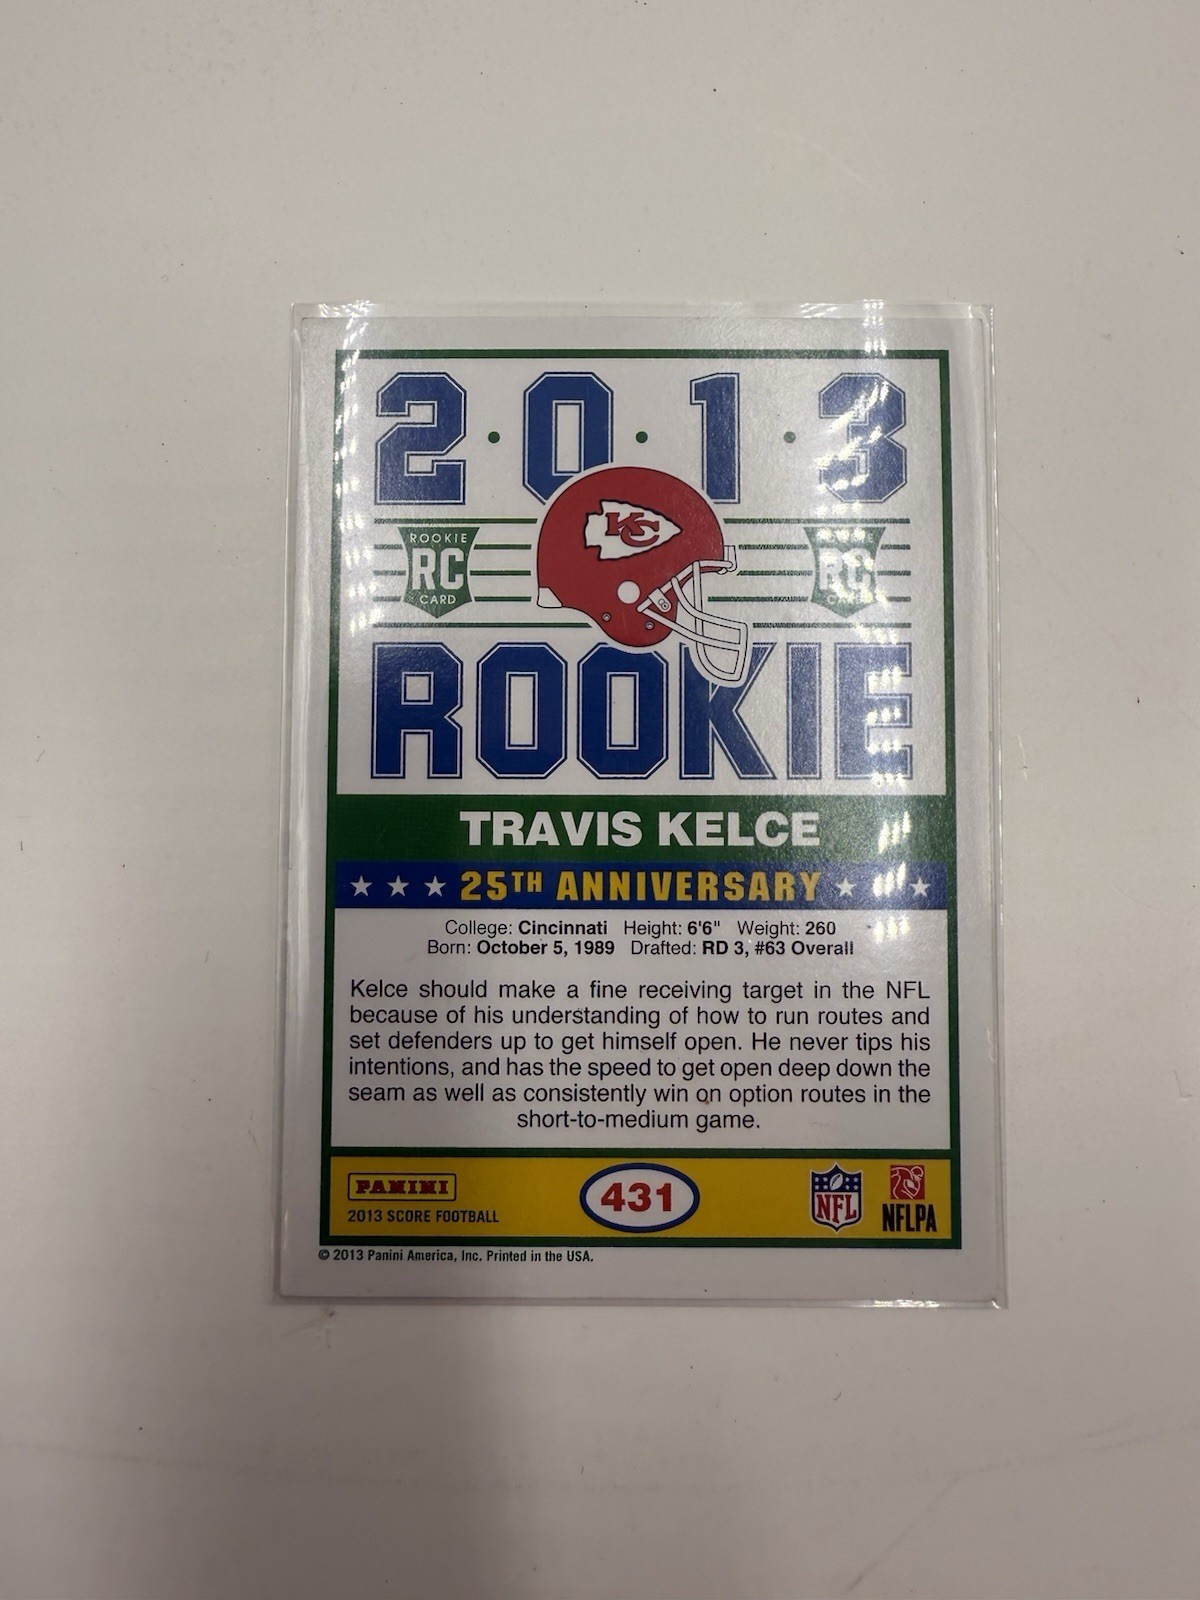 2·0·1·3
KC
ROOKIE
RC
CARD
RC
ROOKIE
TRAVIS KELCE
25TH ANNIVERSARY
College: Cincinnati Height: 6'6" Weight: 260
Born: October 5, 1989 Drafted: RD 3, #63 Overall
Kelce should make a fine receiving target in the NFL
because of his understanding of how to run routes and
set defenders up to get himself open. He never tips his
intentions, and has the speed to get open deep down the
seam as well as consistently win on option routes in the
short-to-medium game.
PANINI
2013 SCORE FOOTBALL
431
NFL
NFLPA
© 2013 Panini America, Inc. Printed in the USA.